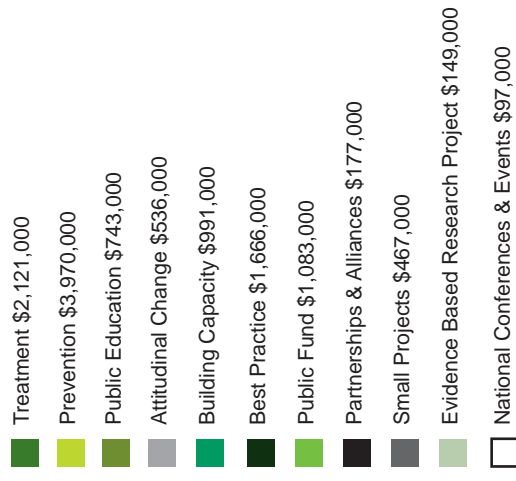 Treatment $2,121,000
Prevention $3,970,000
Public Education $743,000
Attitudinal Change $536,000
Building Capacity $991,000
Best Practice $1,666,000
Public Fund $1,083,000
Partnerships & Alliances $177,000
Small Projects $467,000
Evidence Based Research Project $149,000
National Conferences & Events $97,000